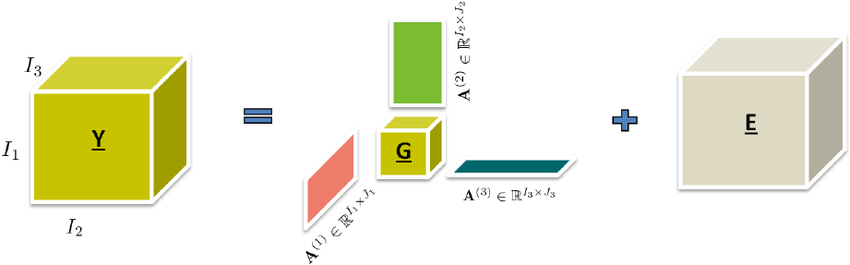 I₃
I₁
I₂
Y
=
A⁽²⁾ ∈ ℝ^{I₂×J₂}
G
A⁽¹⁾ ∈ ℝ^{I₁×J₁}
A⁽³⁾ ∈ ℝ^{I₃×J₃}
+
E